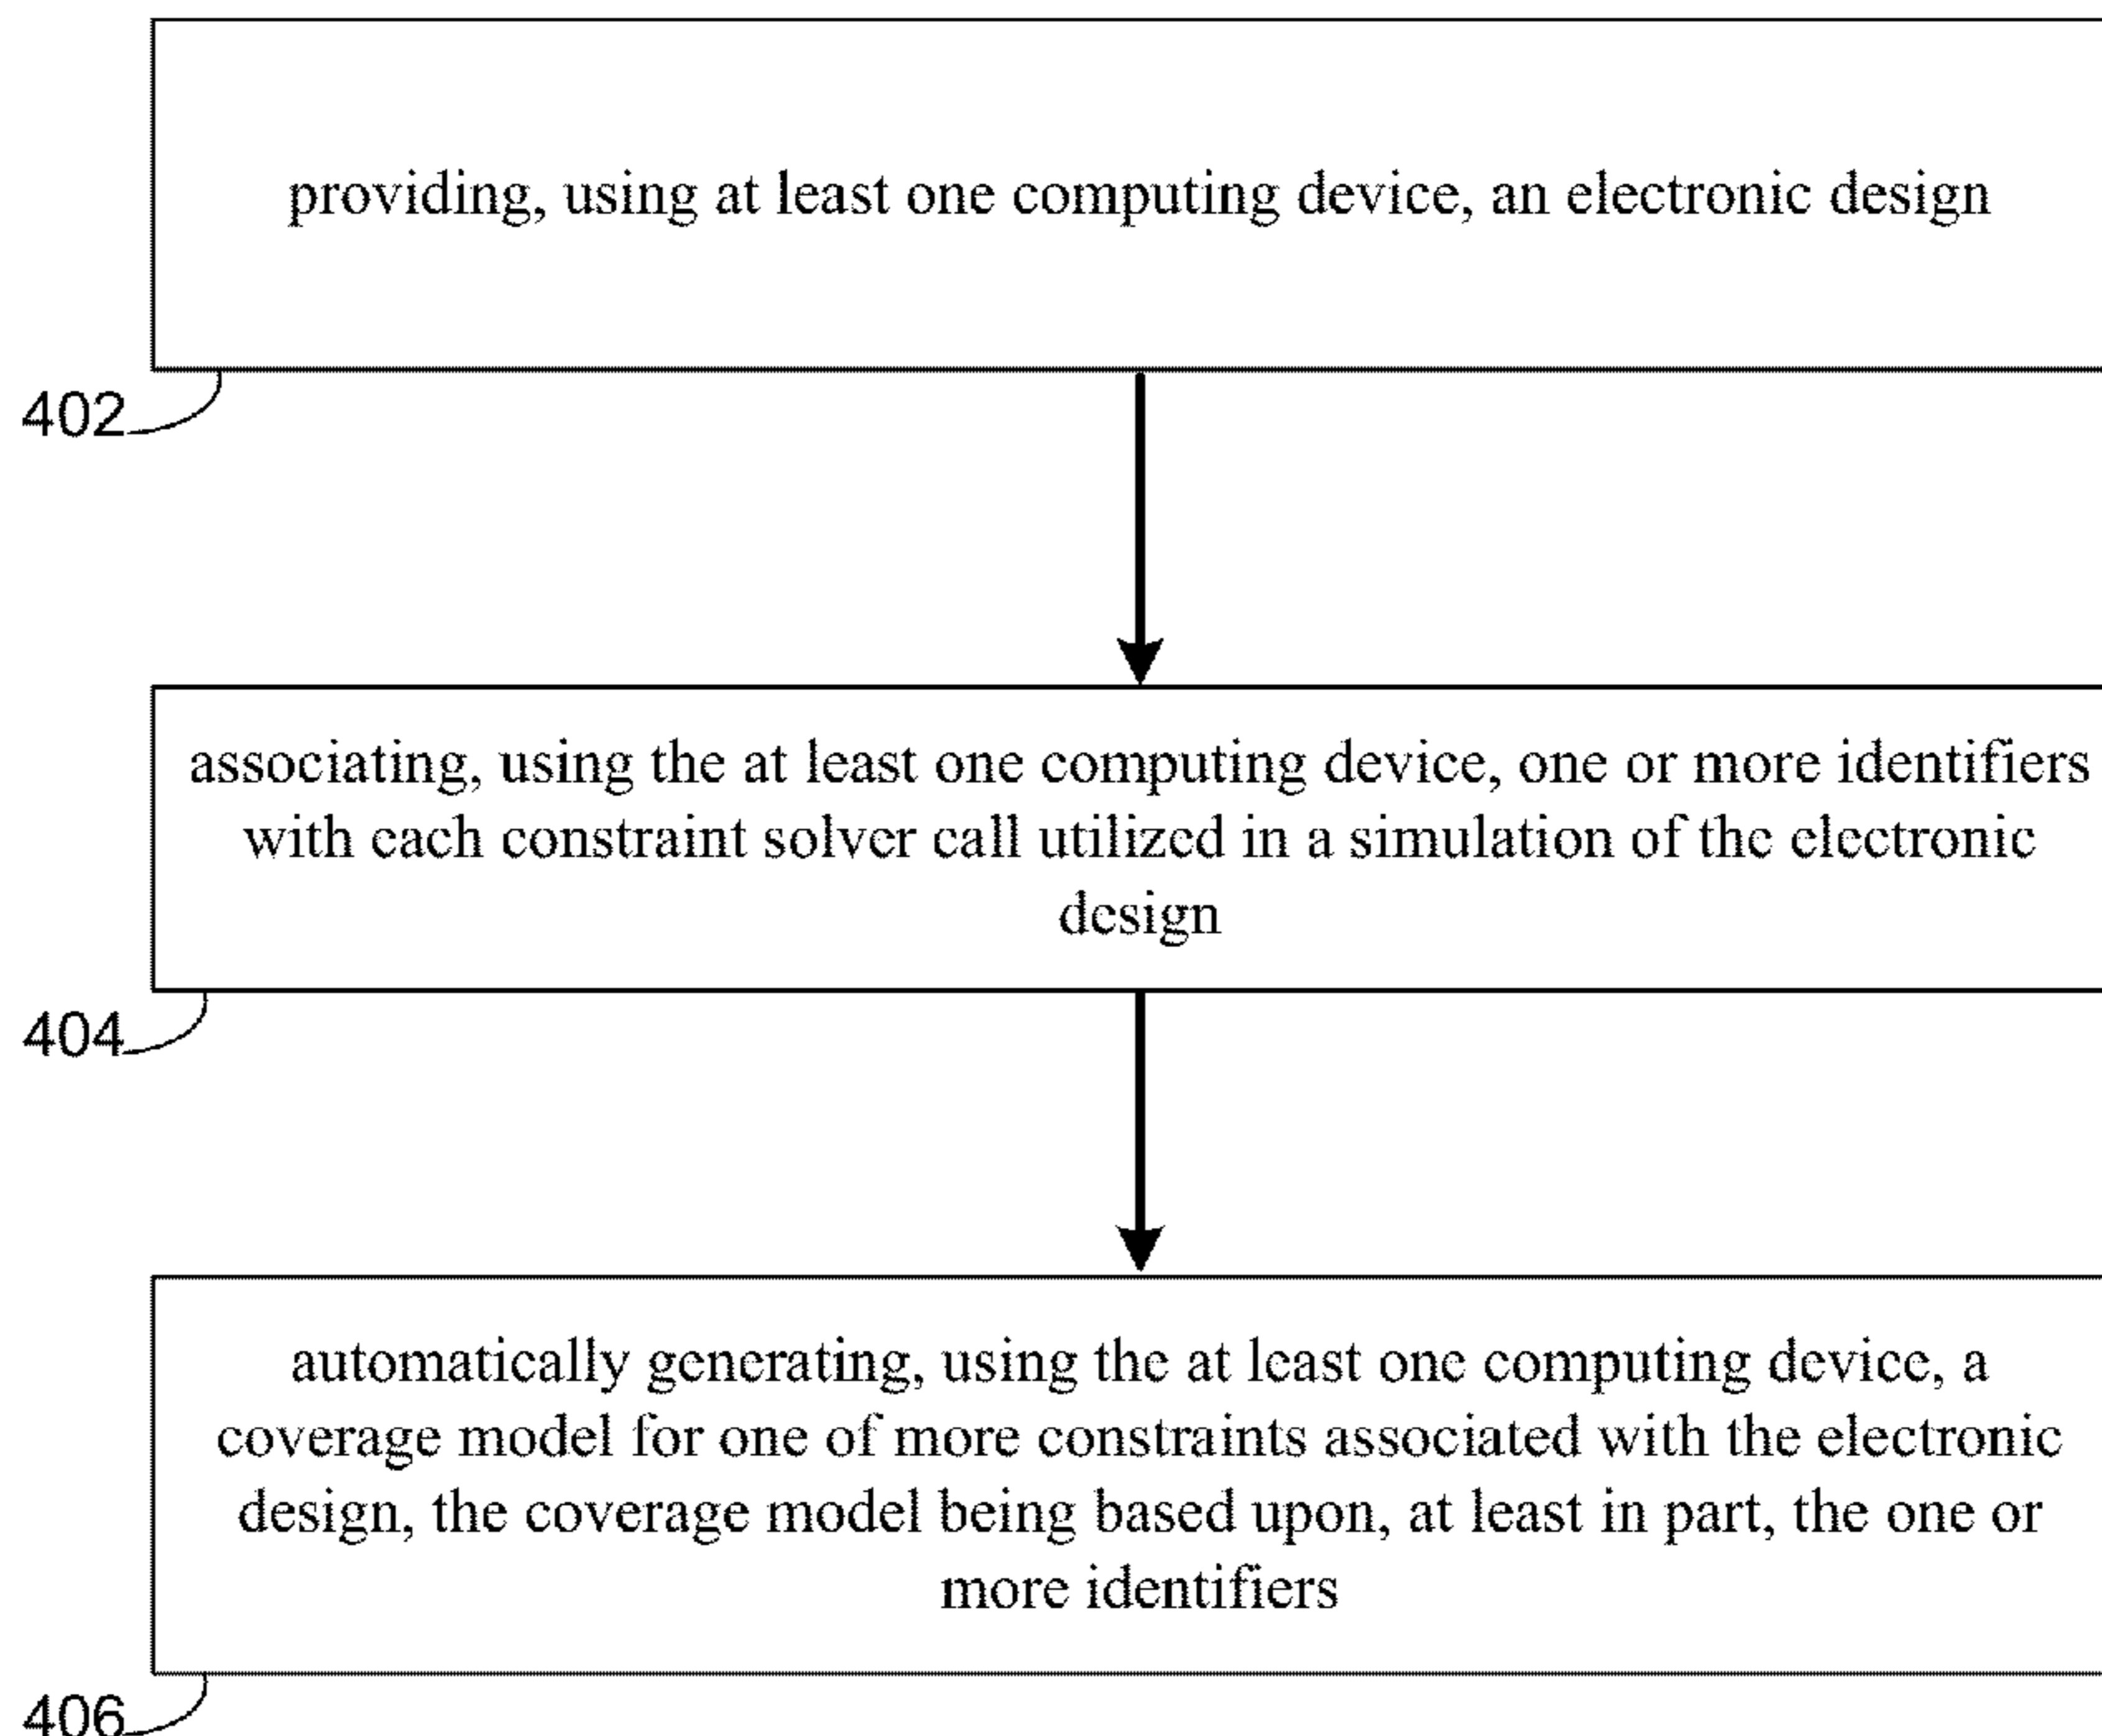 providing, using at least one computing device, an electronic design
402
associating, using the at least one computing device, one or more identifiers
with each constraint solver call utilized in a simulation of the electronic
design
404
automatically generating, using the at least one computing device, a
coverage model for one of more constraints associated with the electronic
design, the coverage model being based upon, at least in part, the one or
more identifiers
406